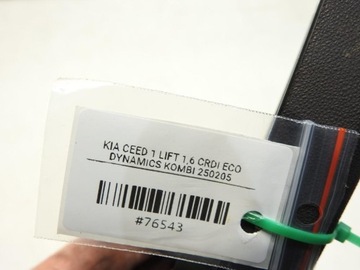 KIA CEED 1 LIFT 1,6 CRDI ECO
DYNAMICS KOMBI 250205
#76543